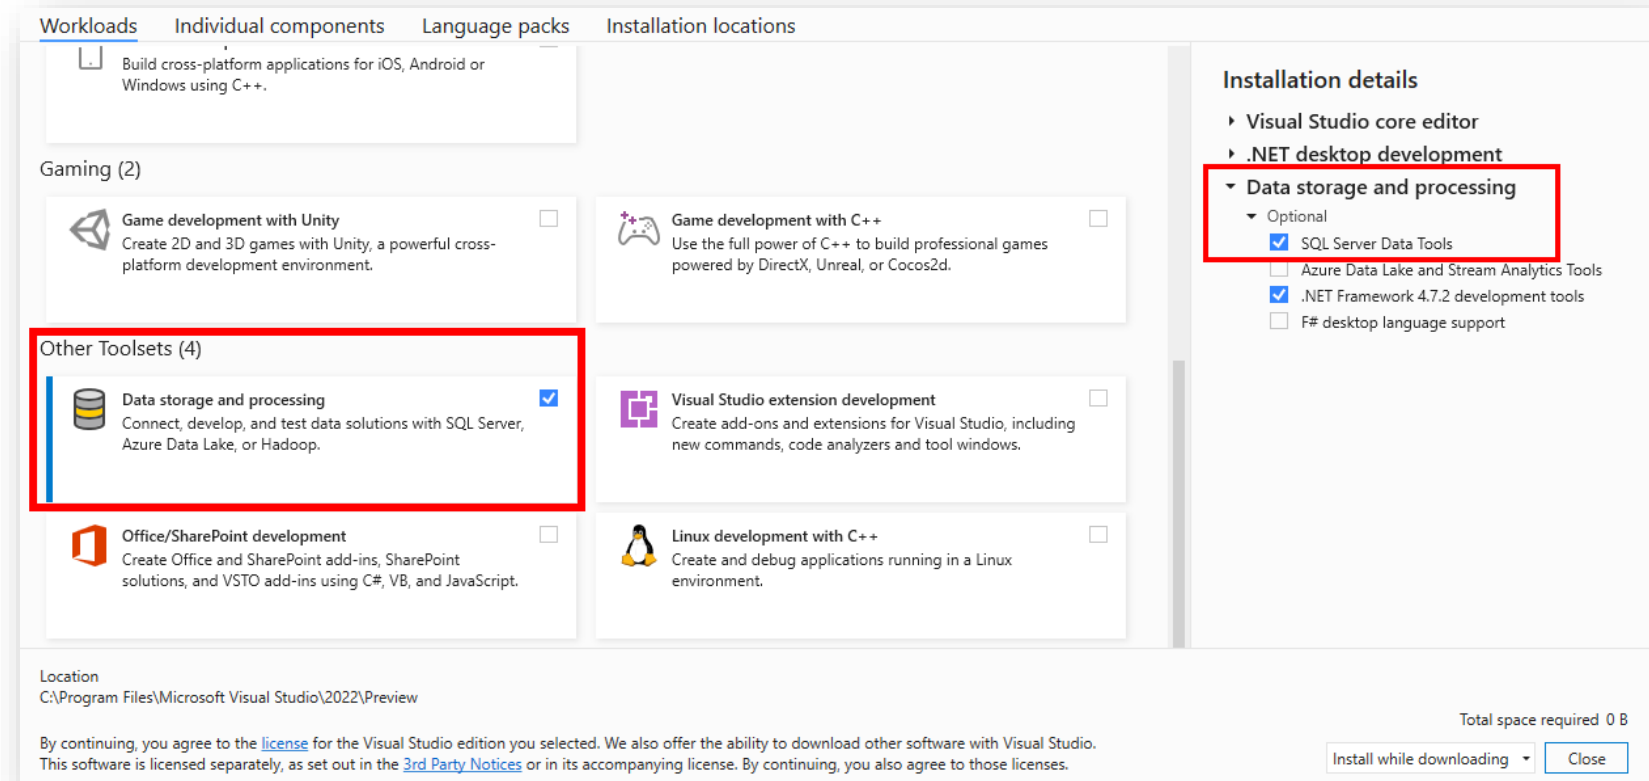 Workloads
Individual components
Language packs
Installation locations
Build cross-platform applications for iOS, Android or
Windows using C++.
Gaming (2)
Game development with Unity
Create 2D and 3D games with Unity, a powerful cross-
platform development environment.
Game development with C++
Use the full power of C++ to build professional games
powered by DirectX, Unreal, or Cocos2d.
Other Toolsets (4)
Data storage and processing
Connect, develop, and test data solutions with SQL Server,
Azure Data Lake, or Hadoop.
Visual Studio extension development
Create add-ons and extensions for Visual Studio, including
new commands, code analyzers and tool windows.
Office/SharePoint development
Create Office and SharePoint add-ins, SharePoint
solutions, and VSTO add-ins using C#, VB, and JavaScript.
Linux development with C++
Create and debug applications running in a Linux
environment.
Installation details
Visual Studio core editor
.NET desktop development
Data storage and processing
Optional
SQL Server Data Tools
Azure Data Lake and Stream Analytics Tools
.NET Framework 4.7.2 development tools
F# desktop language support
Location
C:\Program Files\Microsoft Visual Studio\2022\Preview
By continuing, you agree to the license for the Visual Studio edition you selected. We also offer the ability to download other software with Visual Studio.
This software is licensed separately, as set out in the 3rd Party Notices or in its accompanying license. By continuing, you also agree to those licenses.
Total space required 0 B
Install while downloading
Close